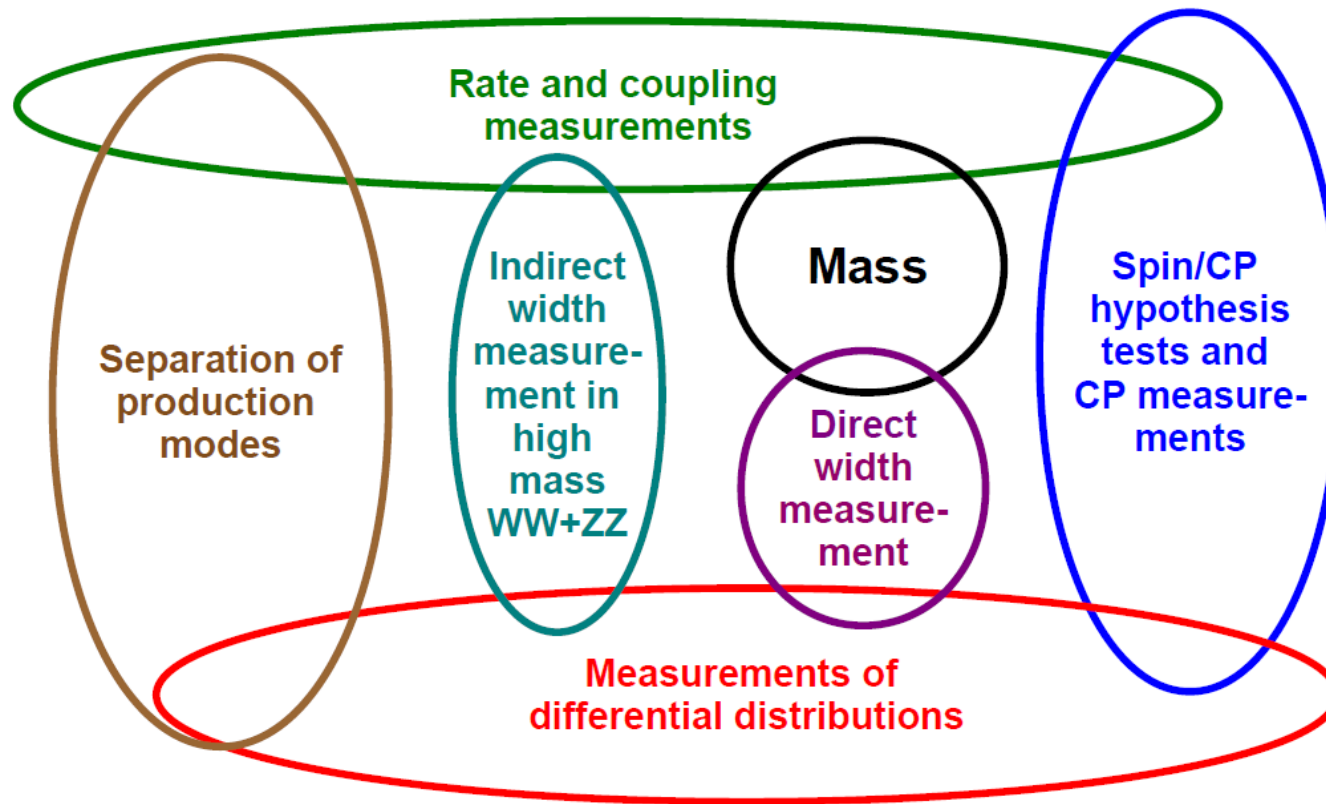 Rate and coupling
measurements
Mass
Indirect
width
measure-
ment in
high
mass
WW+ZZ
Spin/CP
hypothesis
tests and
CP measure-
ments
Separation of
production
modes
Direct
width
measure-
ment
Measurements of
differential distributions